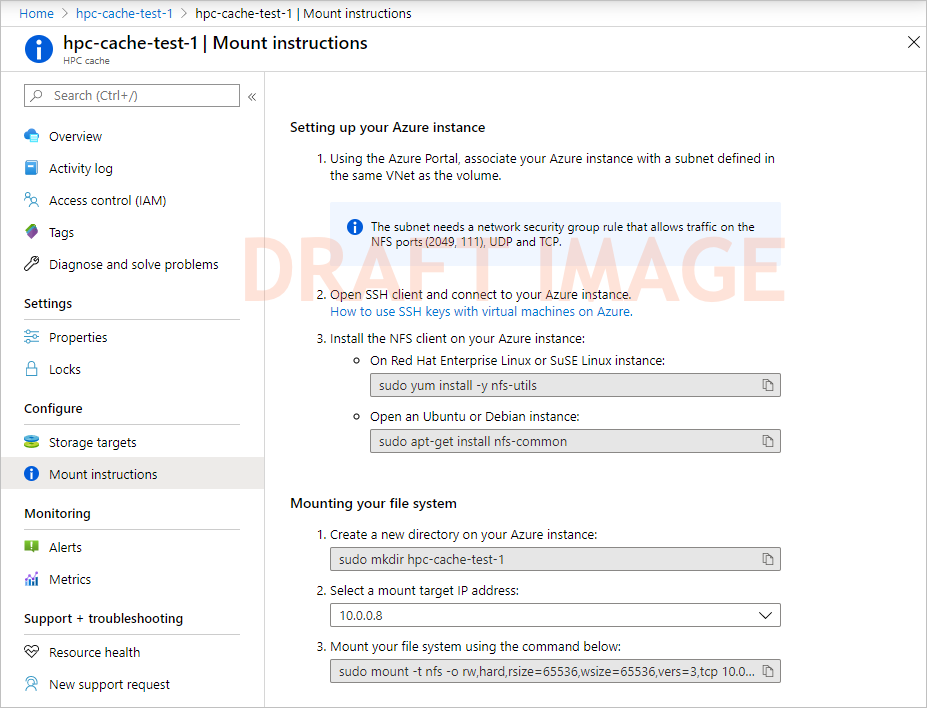 Home > hpc-cache-test-1 > hpc-cache-test-1 | Mount instructions
hpc-cache-test-1 | Mount instructions
HPC cache
Search (Ctrl+/)
Overview
Activity log
Access control (IAM)
Tags
Diagnose and solve problems
Settings
Properties
Locks
Configure
Storage targets
Mount instructions
Monitoring
Alerts
Metrics
Support + troubleshooting
Resource health
New support request
Setting up your Azure instance
1. Using the Azure Portal, associate your Azure instance with a subnet defined in
the same VNet as the volume.
The subnet needs a network security group rule that allows traffic on the
NFS ports (2049, 111), UDP and TCP.
DRAFT IMAGE
2. Open SSH client and connect to your Azure instance.
How to use SSH keys with virtual machines on Azure.
3. Install the NFS client on your Azure instance:
On Red Hat Enterprise Linux or SuSE Linux instance:
sudo yum install -y nfs-utils
Open an Ubuntu or Debian instance:
sudo apt-get install nfs-common
Mounting your file system
1. Create a new directory on your Azure instance:
sudo mkdir hpc-cache-test-1
2. Select a mount target IP address:
10.0.0.8
3. Mount your file system using the command below:
sudo mount -t nfs -o rw,hard,rsize=65536,wsize=65536,vers=3,tcp 10.0...